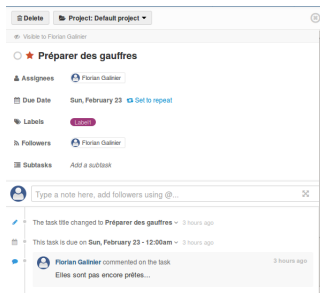 Delete Project: Default project
Visible to Florian Galinier
Préparer des gauffres
Assignees Florian Galinier
Due Date Sun, February 23 Set to repeat
Labels Label1
Followers Florian Galinier
Subtasks Add a subtask
Type a note here, add followers using @...
The task title changed to Préparer des gauffres 3 hours ago
This task is due on Sun, February 23 - 12:00am 3 hours ago
Florian Galinier commented on the task 3 hours ago
Elles sont pas encore prêtes...